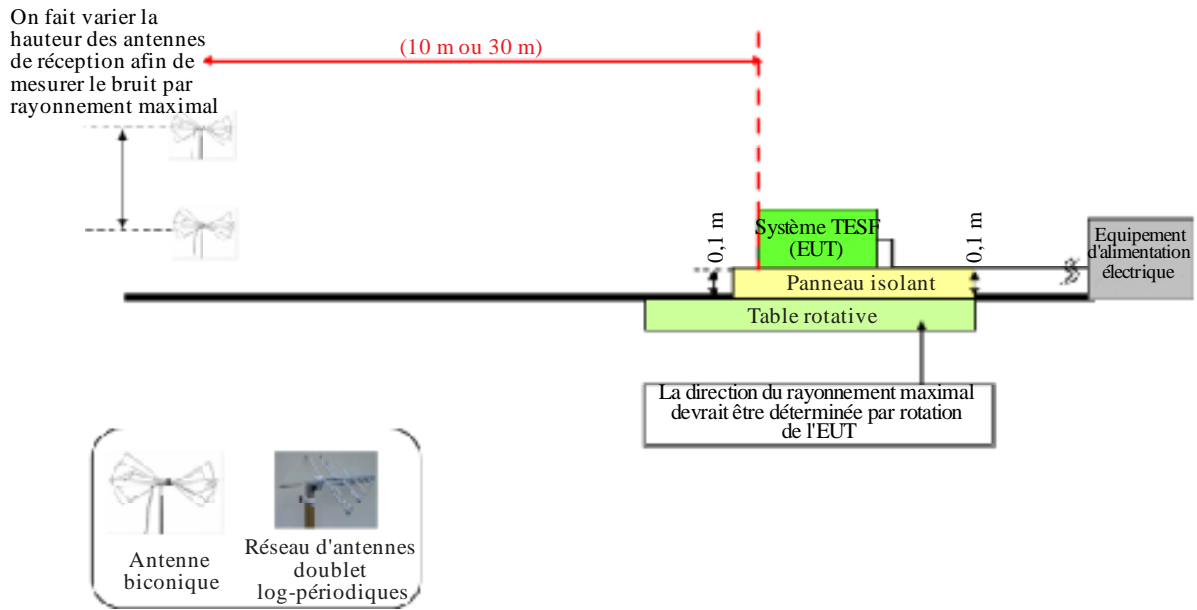 On fait varier la
hauteur des antennes
de réception afin de
mesurer le bruit par
rayonnement maximal
(10 m ou 30 m)
0,1 m
Système TESF
(EUT)
0,1 m
Equipement
d'alimentation
électrique
Panneau isolant
Table rotative
La direction du rayonnement maximal
devrait être déterminée par rotation
de l'EUT
Antenne
biconique
Réseau d'antennes
doublet
log-périodiques